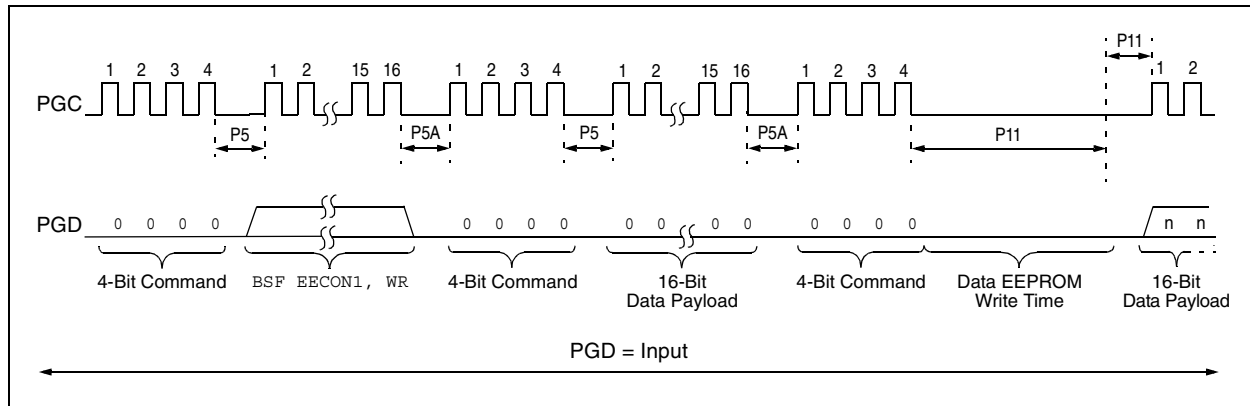 P11
1 2 3 4 1 2 15 16 1 2 3 4 1 2 15 16 1 2 3 4 1 2
PGC
P5 P5A P5 P5A P11
PGD 0 0 0 0 0 0 0 0 0 0 0 0 0 0 0 0 n n
4-Bit Command BSF EECON1, WR 4-Bit Command 16-Bit 4-Bit Command Data EEPROM 16-Bit
Data Payload Write Time Data Payload
PGD = Input